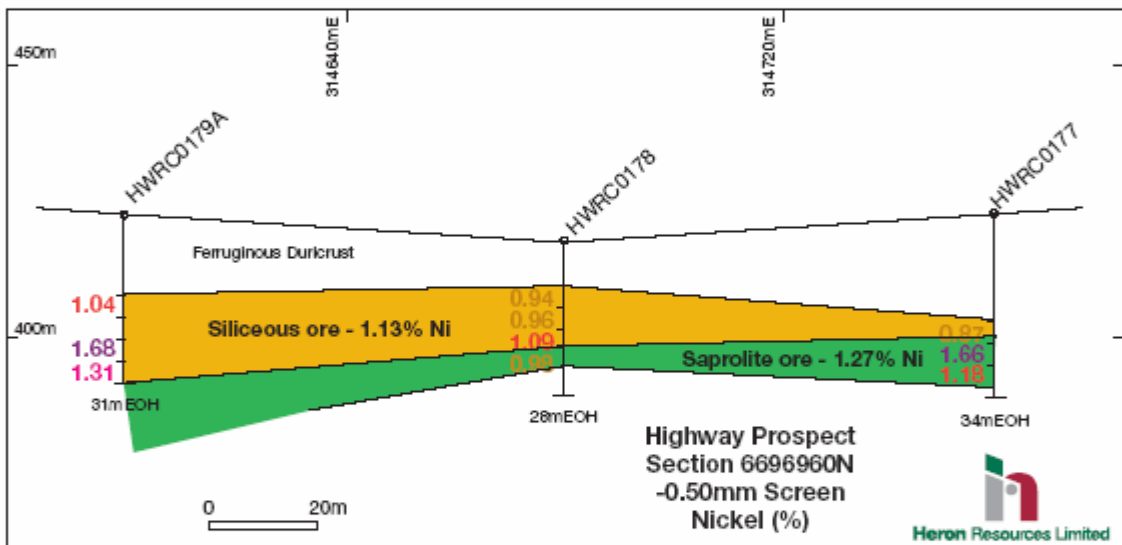 450m
314640mE
314720mE
HWRC0179A
HWRC0178
HWRC0177
Ferruginous Duricrust
400m
1.04
1.68
1.31
Siliceous ore - 1.13% Ni
0.94
0.96
1.09
0.98
Saprolite ore - 1.27% Ni
0.87
1.66
1.18
31mEOH
28mEOH
34mEOH
Highway Prospect
Section 6696960N
-0.50mm Screen
Nickel (%)
0 20m
Heron Resources Limited